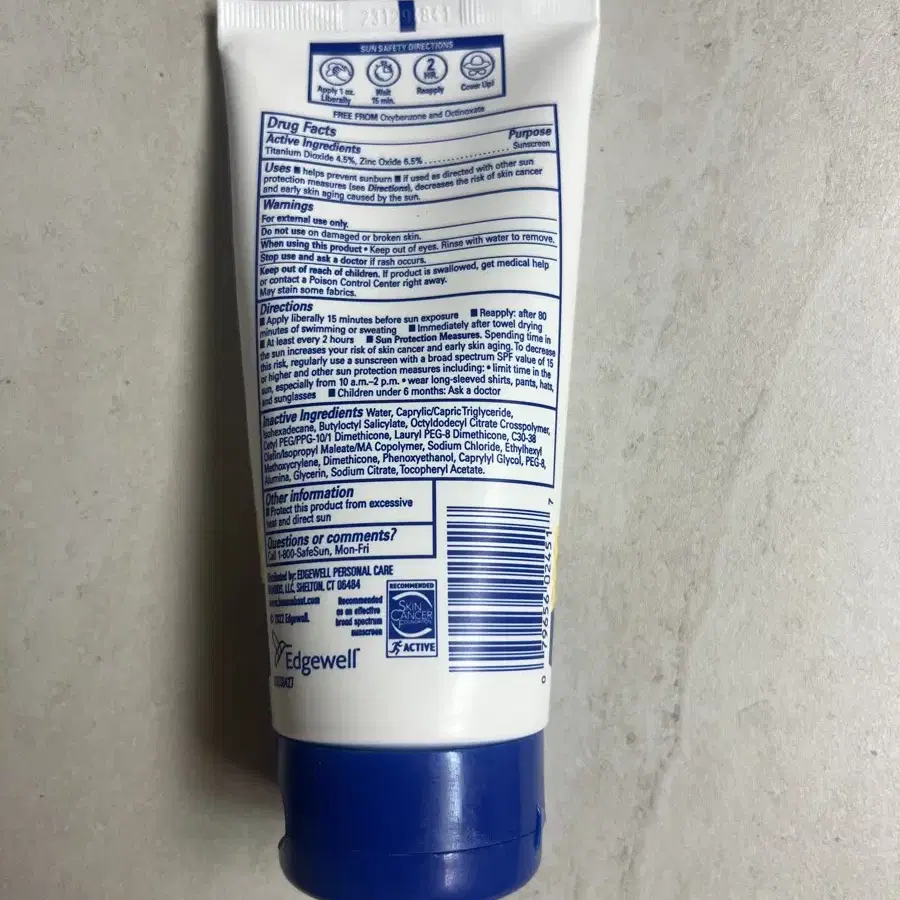 SUN SAFETY DIRECTIONS
Apply 1 oz. Liberally
Wait 15 min.
2 HR. Reapply
Cover Up!
FREE FROM Oxybenzone and Octinoxate
Drug Facts
Active Ingredients Purpose
Titanium Dioxide 4.5%, Zinc Oxide 6.5% .................... Sunscreen
Uses ■ helps prevent sunburn ■ if used as directed with other sun
protection measures (see Directions), decreases the risk of skin cancer
and early skin aging caused by the sun.
Warnings
For external use only.
Do not use on damaged or broken skin.
When using this product • Keep out of eyes. Rinse with water to remove.
Stop use and ask a doctor if rash occurs.
Keep out of reach of children. If product is swallowed, get medical help
or contact a Poison Control Center right away.
May stain some fabrics.
Directions
■ Apply liberally 15 minutes before sun exposure ■ Reapply: after 80
minutes of swimming or sweating ■ Immediately after towel drying
■ At least every 2 hours ■ Sun Protection Measures. Spending time in
the sun increases your risk of skin cancer and early skin aging. To decrease
this risk, regularly use a sunscreen with a broad spectrum SPF value of 15
or higher and other sun protection measures including: • limit time in the
sun, especially from 10 a.m.–2 p.m. • wear long-sleeved shirts, pants, hats,
and sunglasses ■ Children under 6 months: Ask a doctor
Inactive Ingredients Water, Caprylic/Capric Triglyceride,
Isohexadecane, Butyloctyl Salicylate, Octyldodecyl Citrate Crosspolymer,
Cetyl PEG/PPG-10/1 Dimethicone, Lauryl PEG-8 Dimethicone, C30-38
Olefin/Isopropyl Maleate/MA Copolymer, Sodium Chloride, Ethylhexyl
Methoxycrylene, Dimethicone, Phenoxyethanol, Caprylyl Glycol, PEG-8,
Alumina, Glycerin, Sodium Citrate, Tocopheryl Acetate.
Other information
■ Protect this product from excessive
heat and direct sun
Questions or comments?
Call 1-800-SafeSun, Mon-Fri
Distributed by: EDGEWELL PERSONAL CARE
BRANDS, LLC, SHELTON, CT 06484
© 2022 Edgewell.
Recommended
as an effective
broad spectrum
sunscreen
RECOMMENDED
SKIN
CANCER
FOUNDATION
ACTIVE
Edgewell
0 79656 02451 7